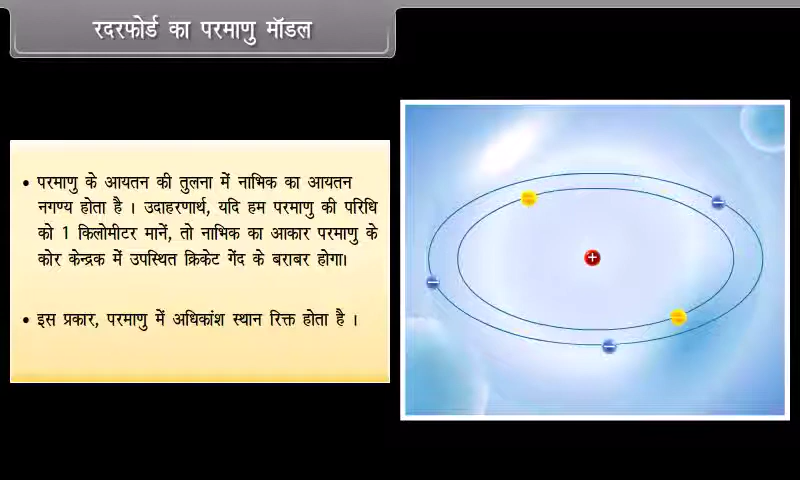 रदरफोर्ड का परमाणु मॉडल
• परमाणु के आयतन की तुलना में नाभिक का आयतन
नगण्य होता है । उदाहरणार्थ, यदि हम परमाणु की परिधि
को 1 किलोमीटर मानें, तो नाभिक का आकार परमाणु के
कोर केन्द्रक में उपस्थित क्रिकेट गेंद के बराबर होगा।
• इस प्रकार, परमाणु में अधिकांश स्थान रिक्त होता है ।